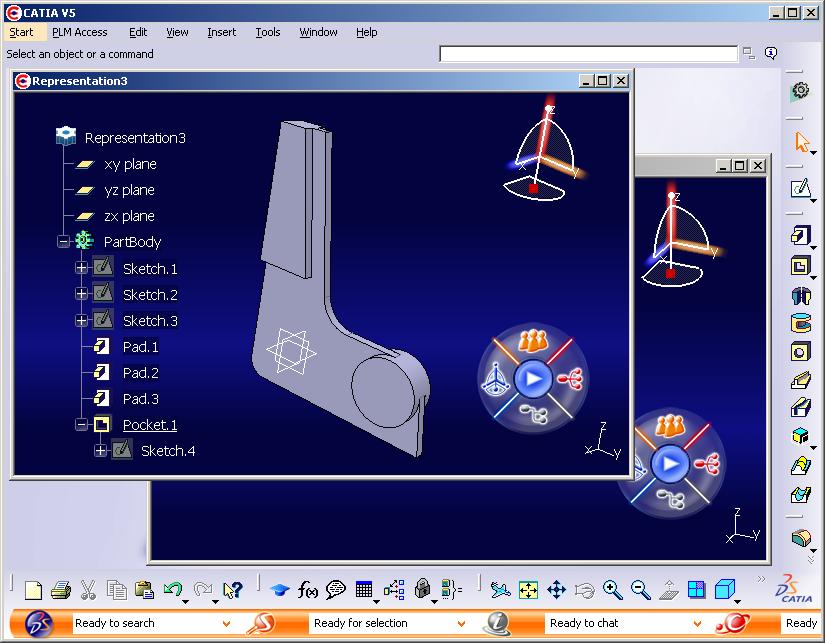 CATIA V5
Start PLM Access Edit View Insert Tools Window Help
Select an object or a command
Representation3
Representation3
xy plane
yz plane
zx plane
PartBody
Sketch.1
Sketch.2
Sketch.3
Pad.1
Pad.2
Pad.3
Pocket.1
Sketch.4
z
x
y
z
x
y
z
x
y
z
x
y
f(x)
CATIA
Ready to search
Ready for selection
Ready to chat
Ready